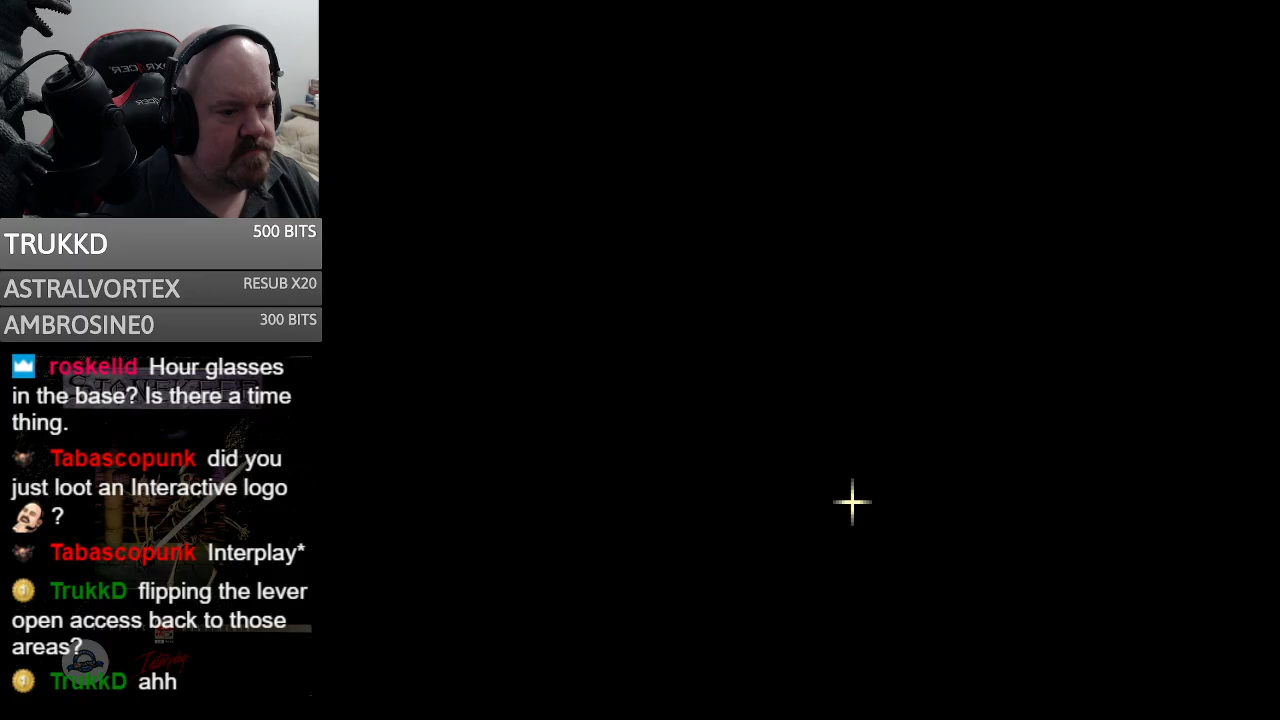 TRUKKD 500 BITS
ASTRALVORTEX RESUB X20
AMBROSINE0 300 BITS
roskelld Hour glasses
in the base? Is there a time
thing.
STONEKEEP
Tabascopunk did you
just loot an Interactive logo
?
Tabascopunk Interplay*
TrukkD flipping the lever
open access back to those
areas?
Interplay
TrukkD ahh